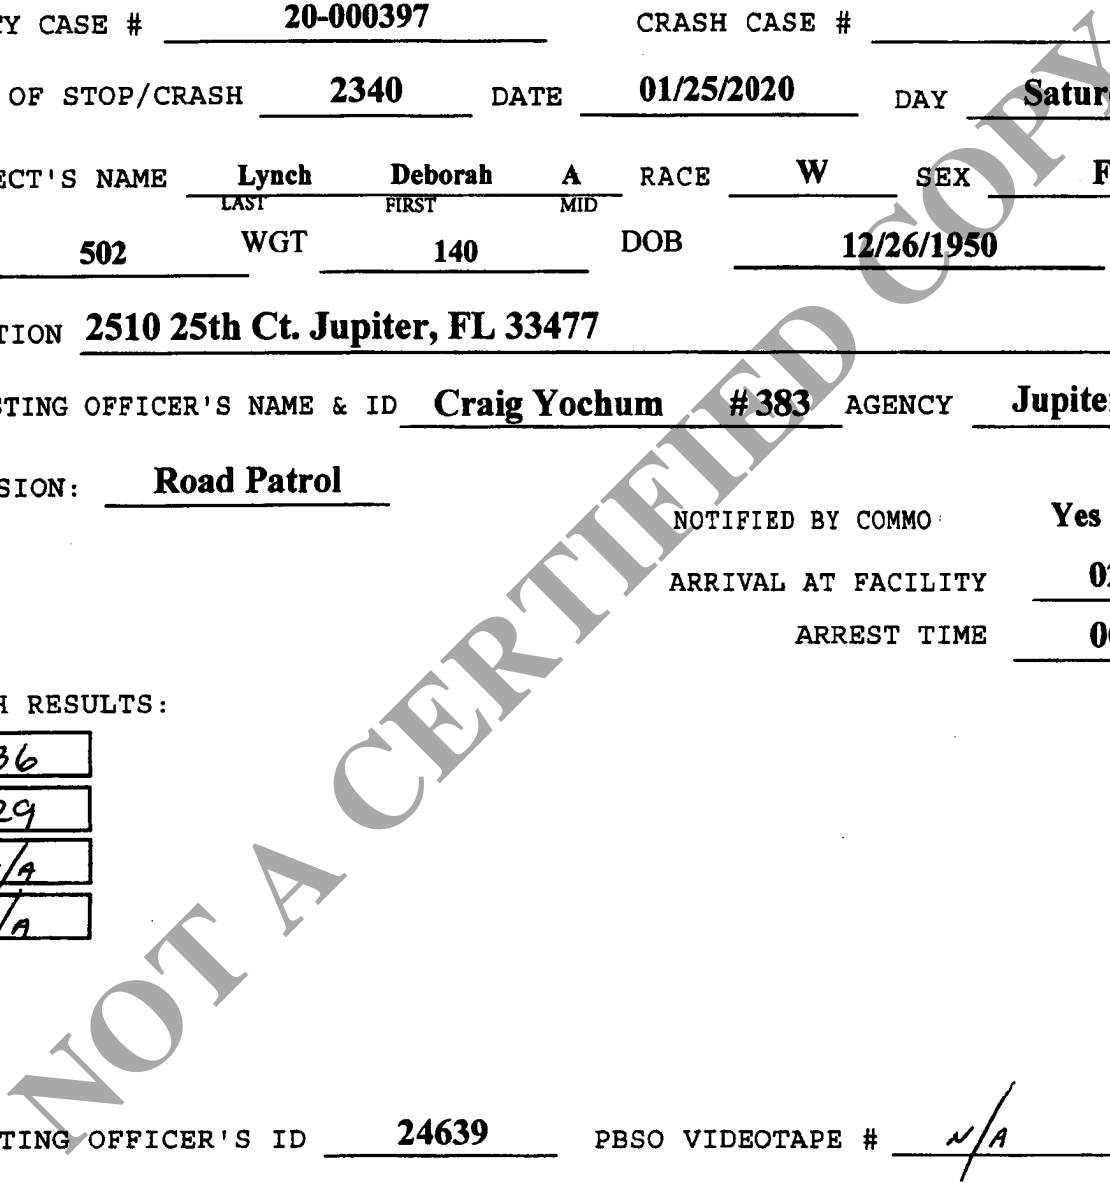 TY CASE # 20-000397 CRASH CASE #
OF STOP/CRASH 2340 DATE 01/25/2020 DAY Satur
ECT'S NAME Lynch Deborah A RACE W SEX F
LAST FIRST MID
502 WGT 140 DOB 12/26/1950
TION 2510 25th Ct. Jupiter, FL 33477
STING OFFICER'S NAME & ID Craig Yochum #383 AGENCY Jupiter
SION: Road Patrol
NOTIFIED BY COMMO Yes
ARRIVAL AT FACILITY 02
ARREST TIME 00
H RESULTS:
36
29
N/A
N/A
TING OFFICER'S ID 24639 PBSO VIDEOTAPE # N/A
NOT A CERTIFIED COPY